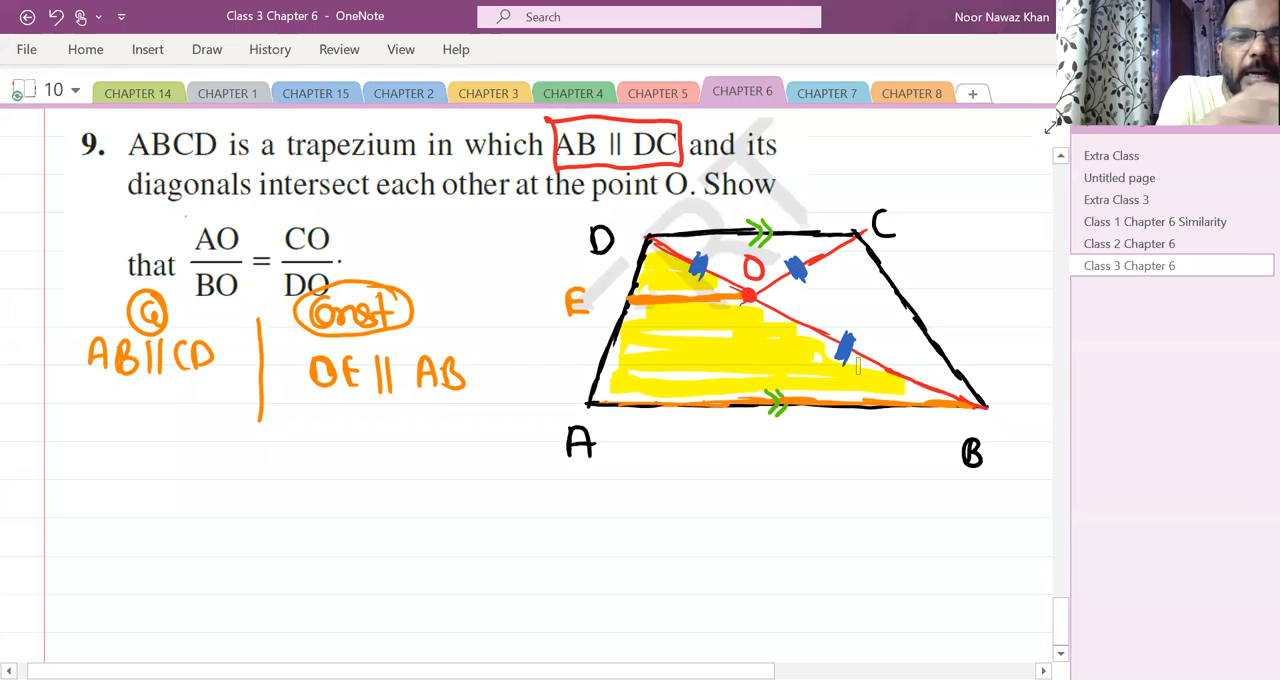 Class 3 Chapter 6 - OneNote
Search
Noor Nawaz Khan
File Home Insert Draw History Review View Help
10 CHAPTER 14 CHAPTER 1 CHAPTER 15 CHAPTER 2 CHAPTER 3 CHAPTER 4 CHAPTER 5 CHAPTER 6 CHAPTER 7 CHAPTER 8 +
Extra Class
Untitled page
Extra Class 3
Class 1 Chapter 6 Similarity
Class 2 Chapter 6
Class 3 Chapter 6
9. ABCD is a trapezium in which AB || DC and its
diagonals intersect each other at the point O. Show
that AO/BO = CO/DO.
G
Const
AB || CD
OE || AB
D
C
O
E
A
B